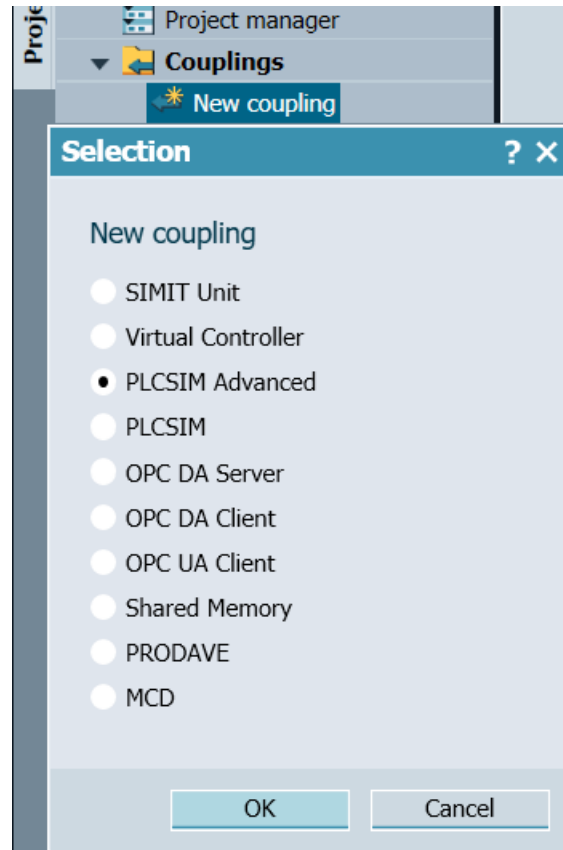 Proje
Project manager
Couplings
New coupling
Selection
?
New coupling
SIMIT Unit
Virtual Controller
PLCSIM Advanced
PLCSIM
OPC DA Server
OPC DA Client
OPC UA Client
Shared Memory
PRODAVE
MCD
OK
Cancel